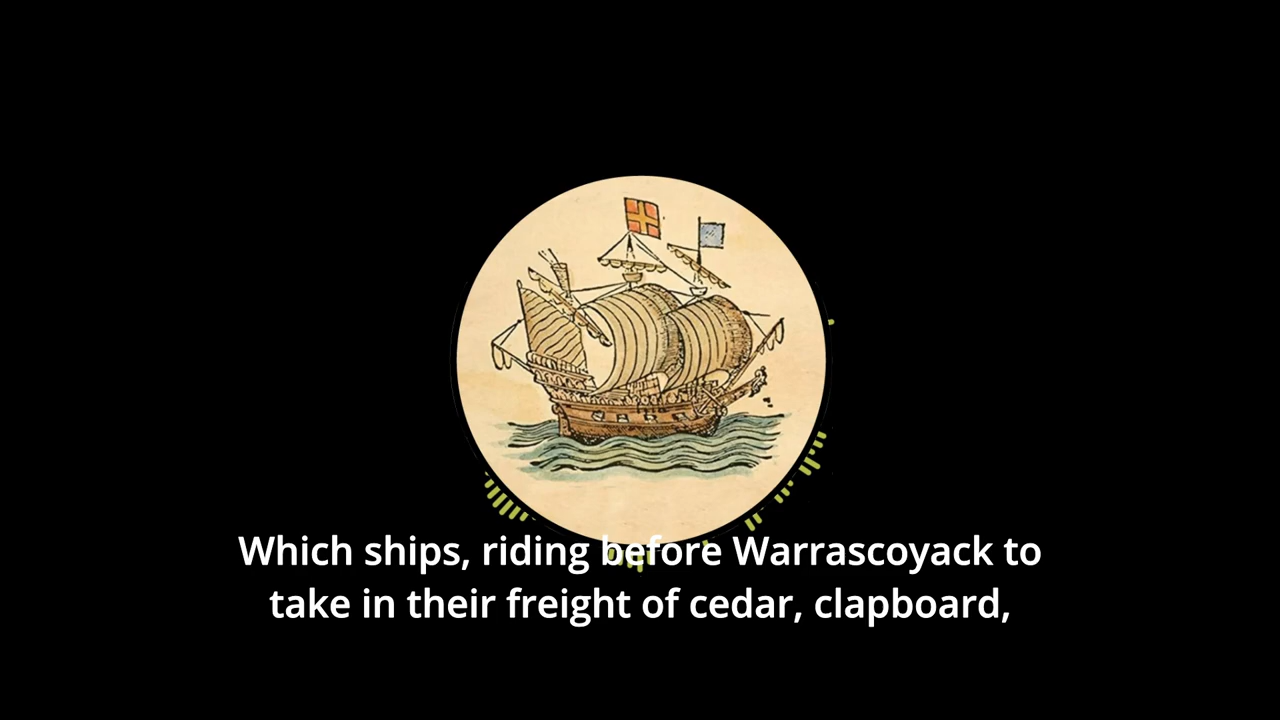 Which ships, riding before Warrascoyack to
take in their freight of cedar, clapboard,